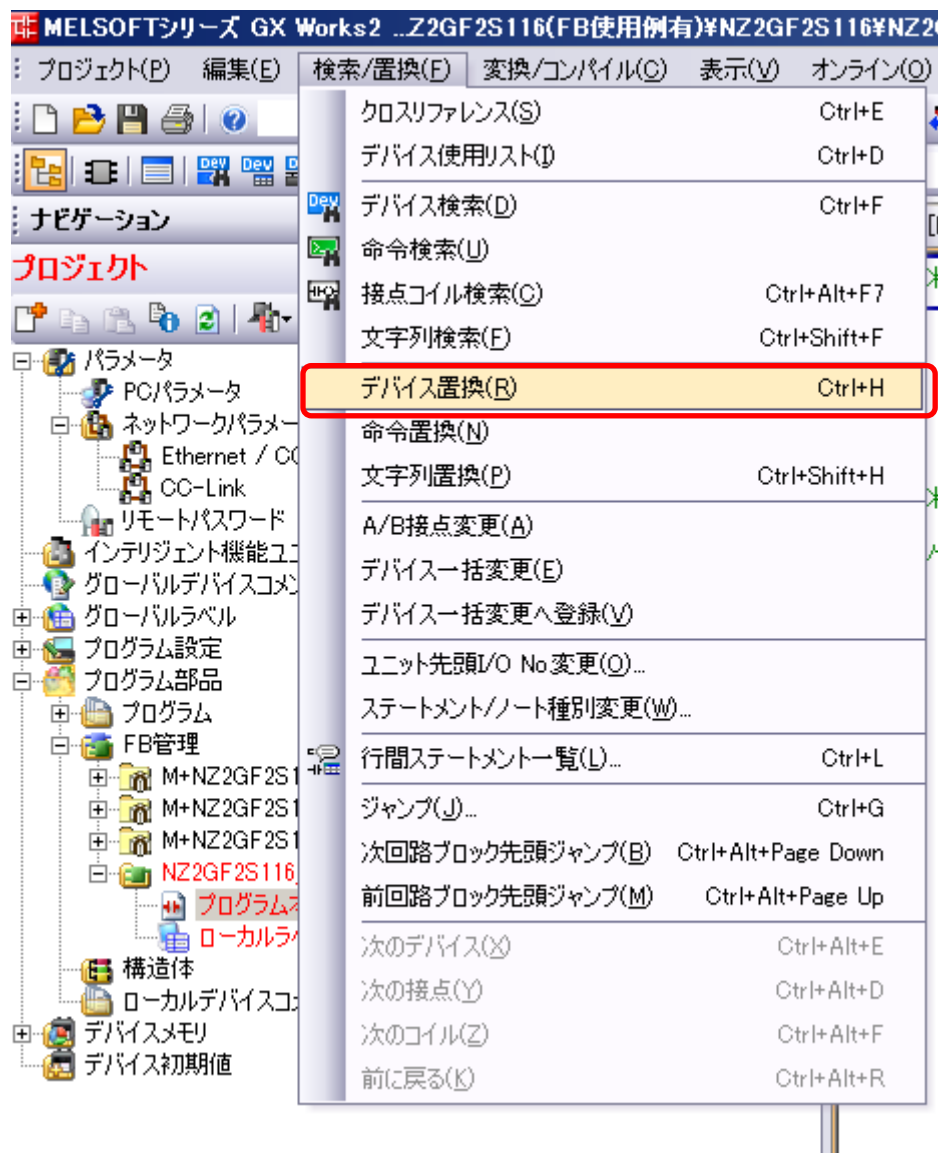 MELSOFTシリーズ GX Works2 ...Z2GF2S116(FB使用例有)¥NZ2GF2S116¥NZ2
プロジェクト(P) 編集(E) 検索/置換(F) 変換/コンパイル(C) 表示(V) オンライン(O)
クロスリファレンス(S) Ctrl+E
デバイス使用リスト(I) Ctrl+D
デバイス検索(D) Ctrl+F
命令検索(U)
接点コイル検索(C) Ctrl+Alt+F7
文字列検索(F) Ctrl+Shift+F
デバイス置換(R) Ctrl+H
命令置換(N)
文字列置換(P) Ctrl+Shift+H
A/B接点変更(A)
デバイス一括変更(E)
デバイス一括変更へ登録(V)
ユニット先頭I/O No変更(O)...
ステートメント/ノート種別変更(W)...
行間ステートメント一覧(L)... Ctrl+L
ジャンプ(J)... Ctrl+G
次回路ブロック先頭ジャンプ(B) Ctrl+Alt+Page Down
前回路ブロック先頭ジャンプ(M) Ctrl+Alt+Page Up
次のデバイス(X) Ctrl+Alt+E
次の接点(Y) Ctrl+Alt+D
次のコイル(Z) Ctrl+Alt+F
前に戻る(K) Ctrl+Alt+R
Dev Dev
ナビゲーション
プロジェクト
パラメータ
PCパラメータ
ネットワークパラメー
Ethernet / CC
CC-Link
リモートパスワード
インテリジェント機能ユニ
グローバルデバイスコメン
グローバルラベル
プログラム設定
プログラム部品
プログラム
FB管理
M+NZ2GF2S1
M+NZ2GF2S1
M+NZ2GF2S1
NZ2GF2S116_
プログラム
ローカルラ
構造体
ローカルデバイスコ
デバイスメモリ
デバイス初期値